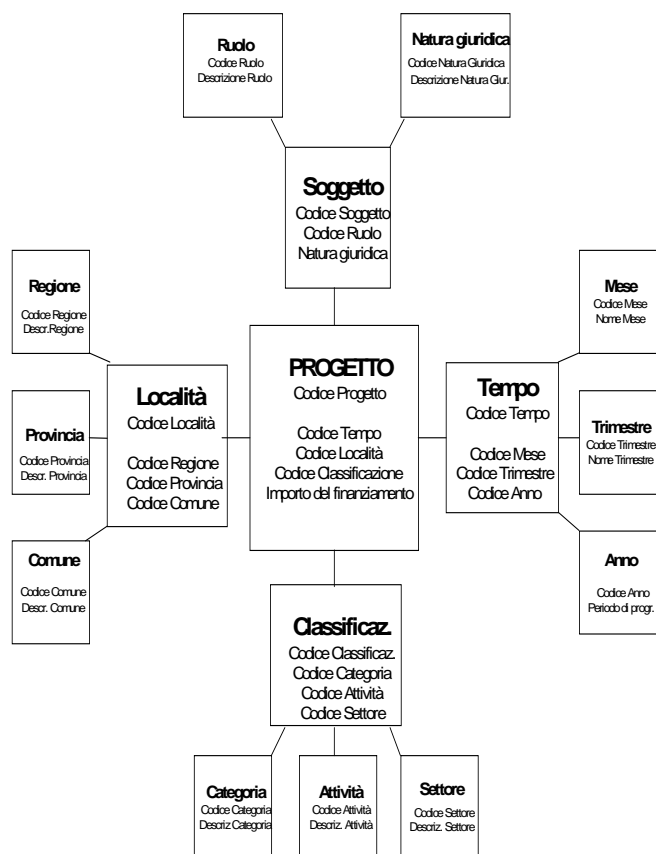 Ruolo
Codice Ruolo
Descrizione Ruolo
Natura giuridica
Codice Natura Giuridica
Descrizione Natura Giur.
Soggetto
Codice Soggetto
Codice Ruolo
Natura giuridica
Regione
Codice Regione
Descr.Regione
Mese
Codice Mese
Nome Mese
Località
Codice Località
Codice Regione
Codice Provincia
Codice Comune
PROGETTO
Codice Progetto
Codice Tempo
Codice Località
Codice Classificazione
Importo del finanziamento
Tempo
Codice Tempo
Codice Mese
Codice Trimestre
Codice Anno
Provincia
Codice Provincia
Descr. Provincia
Trimestre
Codice Trimestre
Nome Trimestre
Comune
Codice Comune
Descr. Comune
Anno
Codice Anno
Periodo di progr.
Classificaz.
Codice Classificaz.
Codice Categoria
Codice Attività
Codice Settore
Categoria
Codice Categoria
Descriz Categoria
Attività
Codice Attività
Descriz. Attività
Settore
Codice Settore
Descriz. Settore